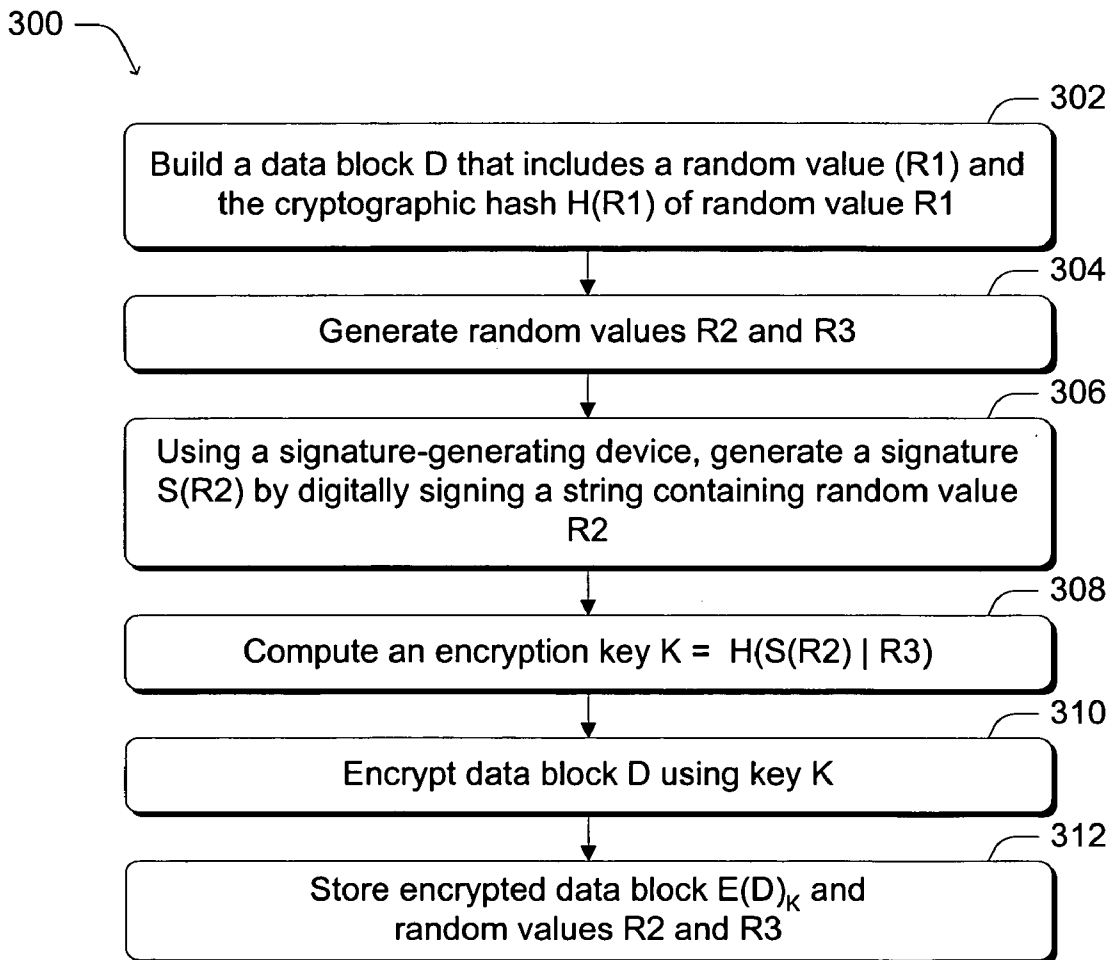 300
302
Build a data block D that includes a random value (R1) and
the cryptographic hash H(R1) of random value R1
304
Generate random values R2 and R3
306
Using a signature-generating device, generate a signature
S(R2) by digitally signing a string containing random value
R2
308
Compute an encryption key K = H(S(R2) | R3)
310
Encrypt data block D using key K
312
Store encrypted data block E(D)K and
random values R2 and R3